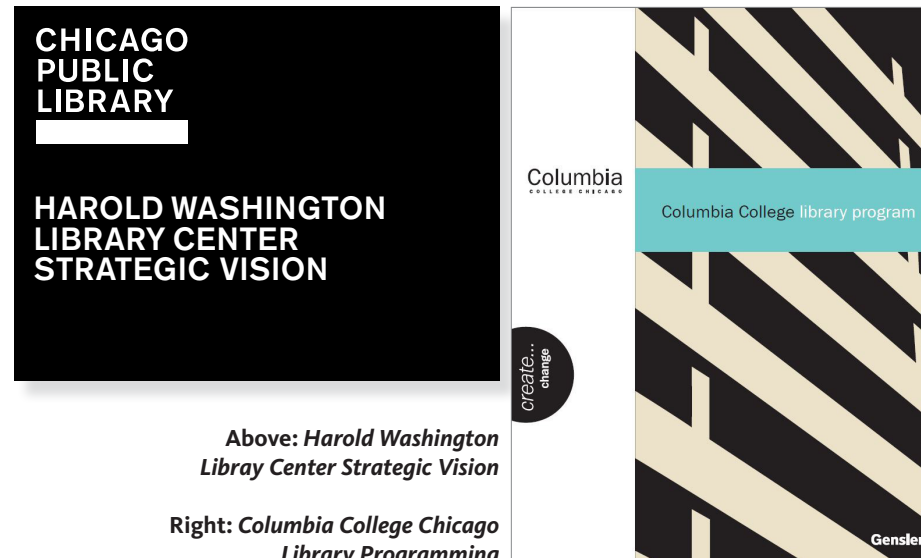 CHICAGO
PUBLIC
LIBRARY
HAROLD WASHINGTON
LIBRARY CENTER
STRATEGIC VISION
Above: Harold Washington
Libray Center Strategic Vision
Right: Columbia College Chicago
Library Programming
Columbia
COLLEGE CHICAGO
create...
change
Columbia College library program
Gensler